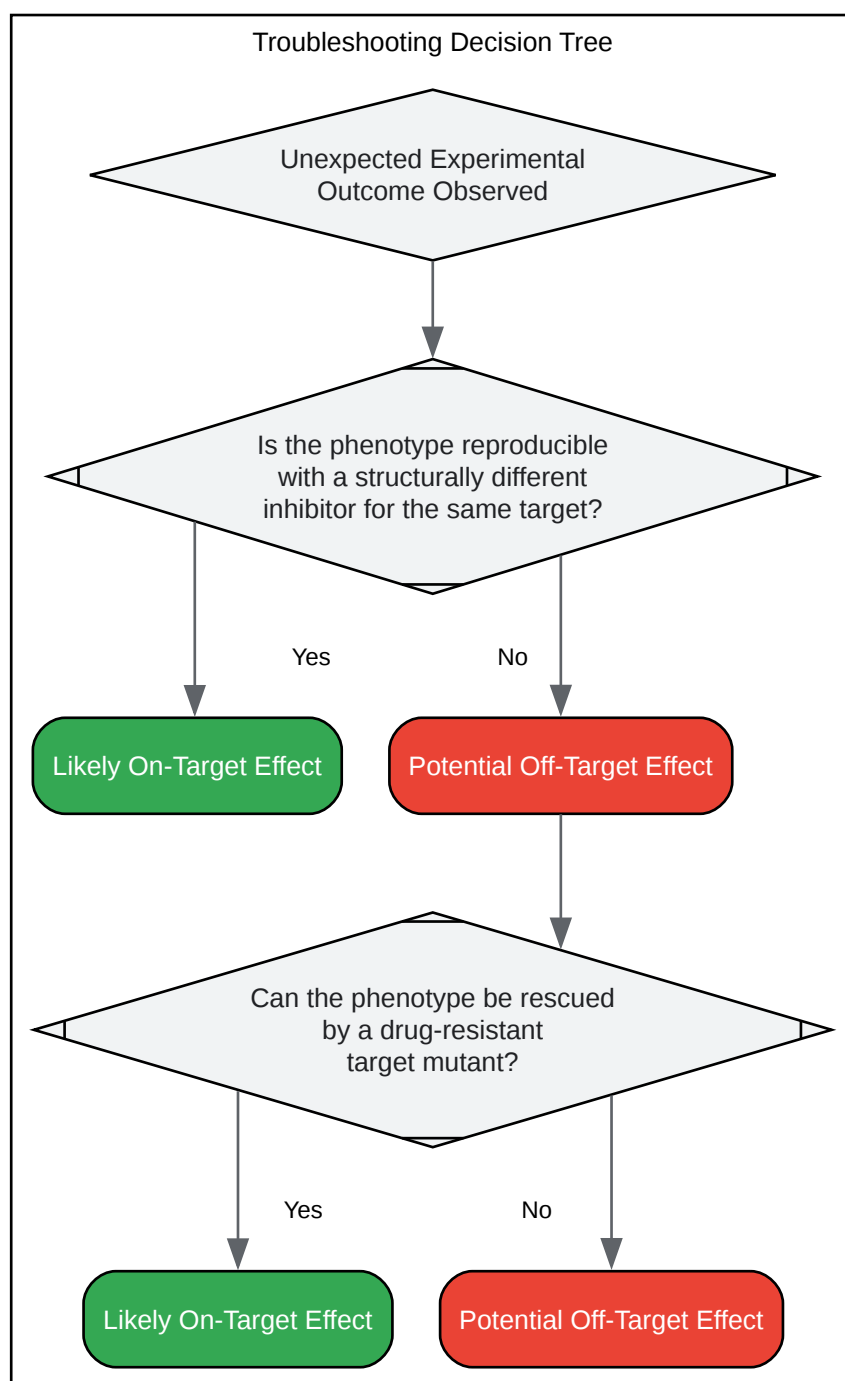 Troubleshooting Decision Tree
Unexpected Experimental
Outcome Observed
Is the phenotype reproducible
with a structurally different
inhibitor for the same target?
Yes
No
Likely On-Target Effect
Potential Off-Target Effect
Can the phenotype be rescued
by a drug-resistant
target mutant?
Yes
No
Likely On-Target Effect
Potential Off-Target Effect